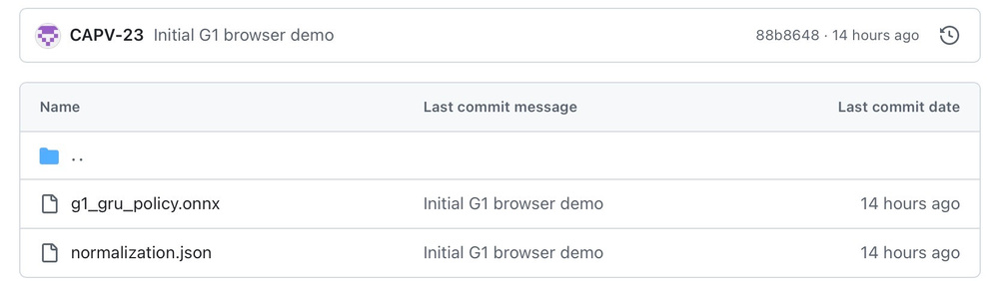 CAPV-23 Initial G1 browser demo 88b8648 · 14 hours ago
Name Last commit message Last commit date
..
g1_gru_policy.onnx Initial G1 browser demo 14 hours ago
normalization.json Initial G1 browser demo 14 hours ago